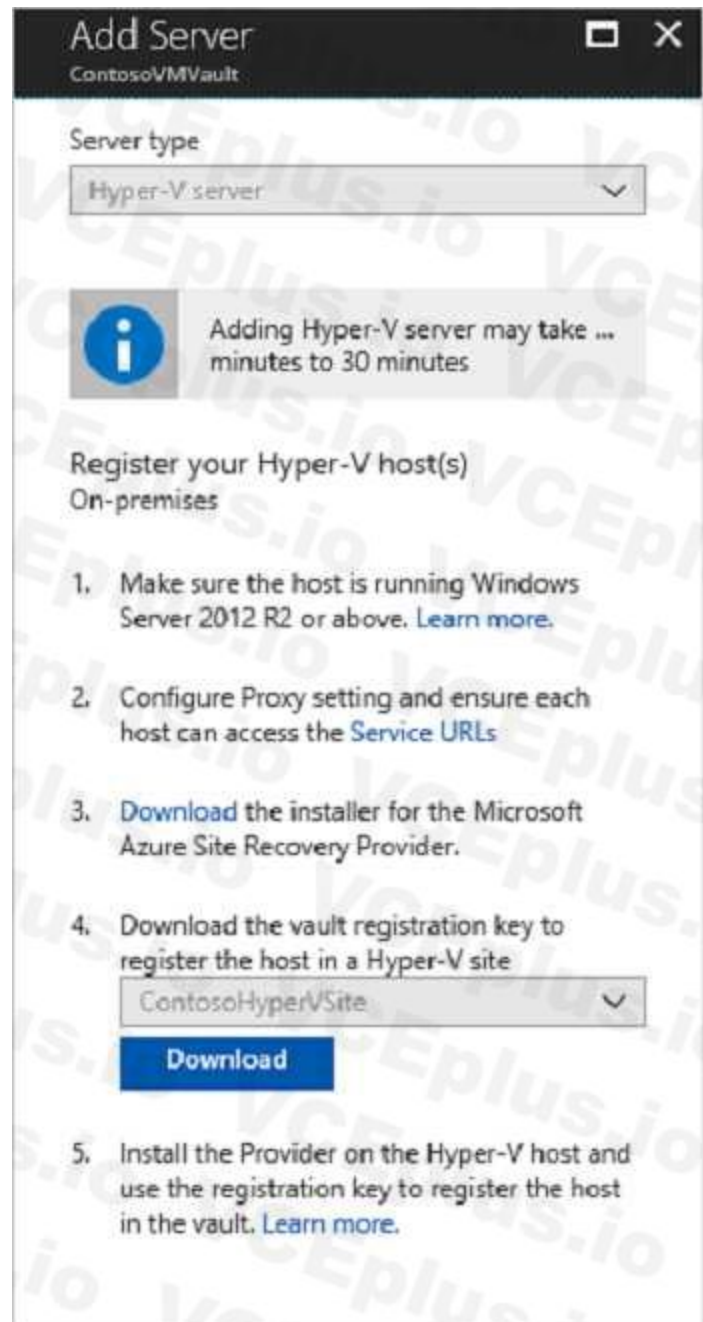 Add Server
ContosoVMVault
Server type
Hyper-V server
Adding Hyper-V server may take ...
minutes to 30 minutes
Register your Hyper-V host(s)
On-premises
1. Make sure the host is running Windows
Server 2012 R2 or above. Learn more.
2. Configure Proxy setting and ensure each
host can access the Service URLs
3. Download the installer for the Microsoft
Azure Site Recovery Provider.
4. Download the vault registration key to
register the host in a Hyper-V site
ContosoHyperVSite
Download
5. Install the Provider on the Hyper-V host and
use the registration key to register the host
in the vault. Learn more.
VCEplus.io